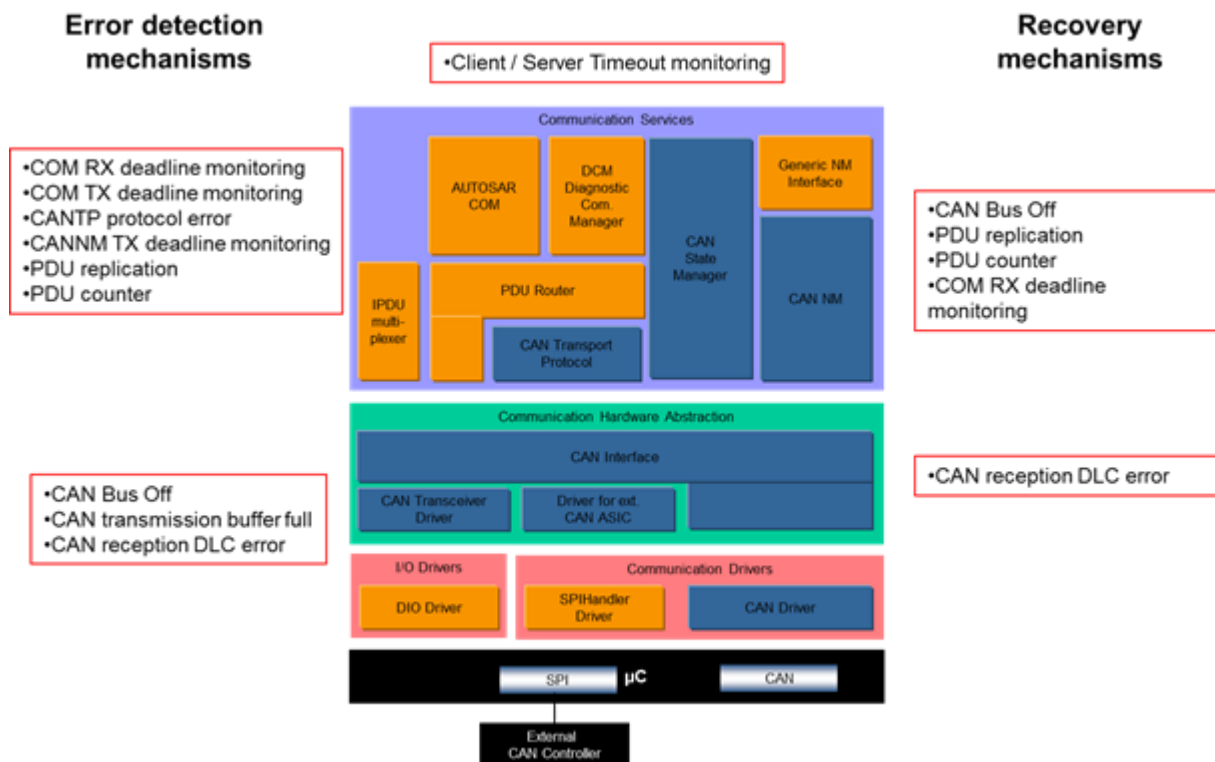 Error detection
mechanisms
•Client / Server Timeout monitoring
Recovery
mechanisms
•COM RX deadline monitoring
•COM TX deadline monitoring
•CANTP protocol error
•CANNM TX deadline monitoring
•PDU replication
•PDU counter
•CAN Bus Off
•CAN transmission buffer full
•CAN reception DLC error
Communication Services
AUTOSAR
COM
DCM
Diagnostic
Com.
Manager
CAN
State
Manager
Generic NM
Interface
IPDU
multi-
plexer
PDU Router
CAN Transport
Protocol
CAN NM
Communication Hardware Abstraction
CAN Interface
CAN Transceiver
Driver
Driver for ext.
CAN ASIC
I/O Drivers
DIO Driver
Communication Drivers
SPIHandler
Driver
CAN Driver
SPI
µC
CAN
External
CAN Controller
•CAN Bus Off
•PDU replication
•PDU counter
•COM RX deadline
monitoring
•CAN reception DLC error